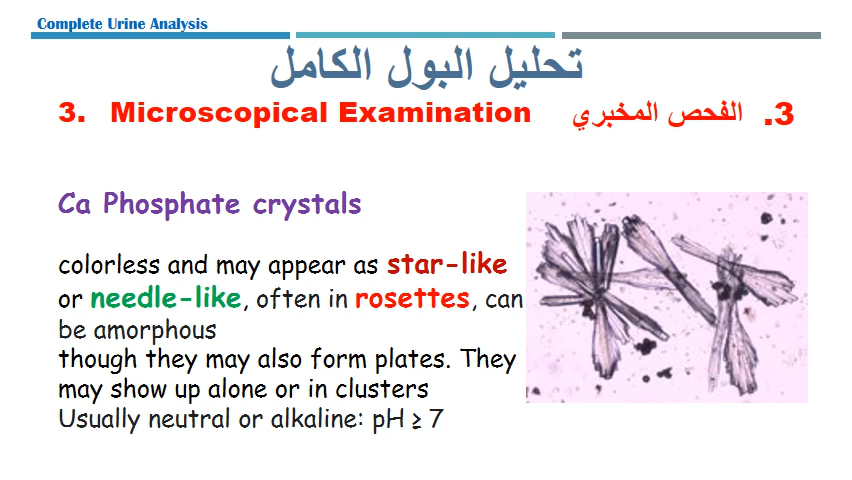 Complete Urine Analysis
تحليل البول الكامل
3. Microscopical Examination
3. الفحص المخبري
Ca Phosphate crystals
colorless and may appear as star-like
or needle-like, often in rosettes, can
be amorphous
though they may also form plates. They
may show up alone or in clusters
Usually neutral or alkaline: pH ≥ 7